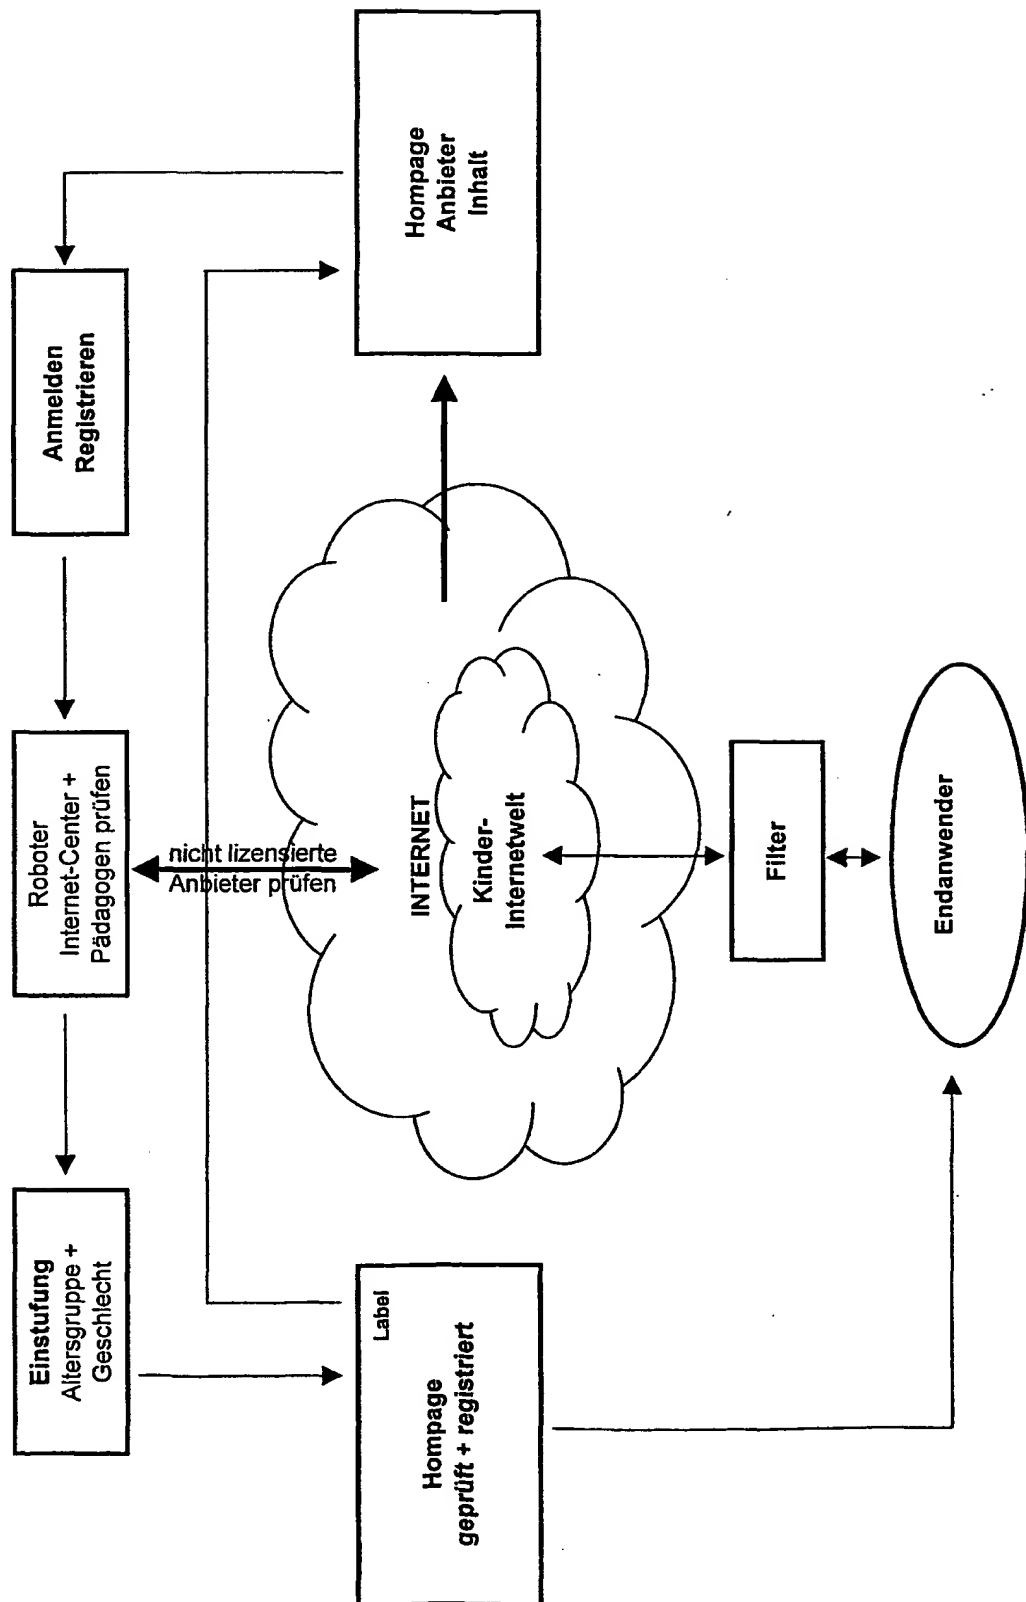 Einstufung
Altersgruppe +
Geschlecht
Roboter
Internet-Center +
Pädagogen prüfen
Anmelden
Registrieren
nicht lizensierte
Anbieter prüfen
Label
Hompage
geprüft + registriert
INTERNET
Kinder-
Internetwelt
Hompage
Anbieter
Inhalt
Filter
Endanwender